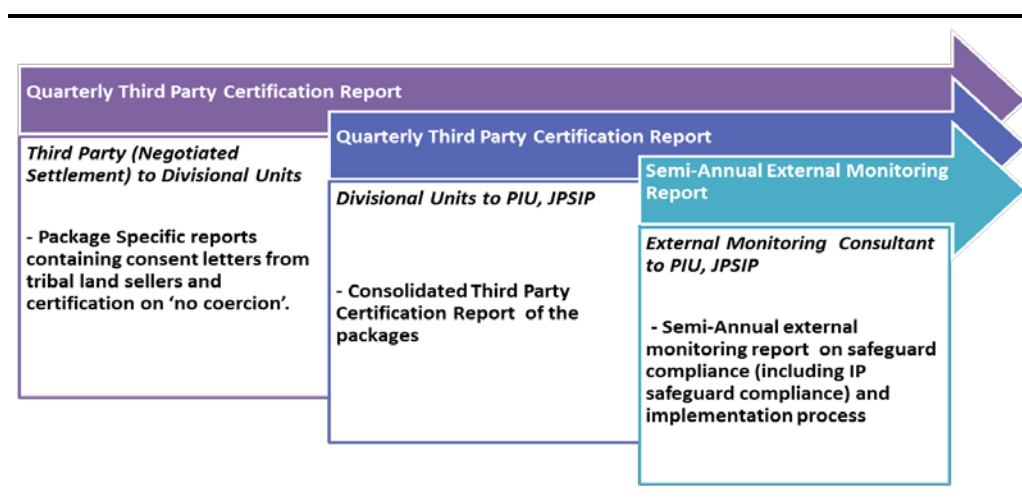 Quarterly Third Party Certification Report
Third Party (Negotiated
Settlement) to Divisional Units
- Package Specific reports
containing consent letters from
tribal land sellers and
certification on ‘no coercion’.
Quarterly Third Party Certification Report
Divisional Units to PIU, JPSIP
- Consolidated Third Party
Certification Report of the
packages
Semi-Annual External Monitoring
Report
External Monitoring Consultant
to PIU, JPSIP
- Semi-Annual external
monitoring report on safeguard
compliance (including IP
safeguard compliance) and
implementation process